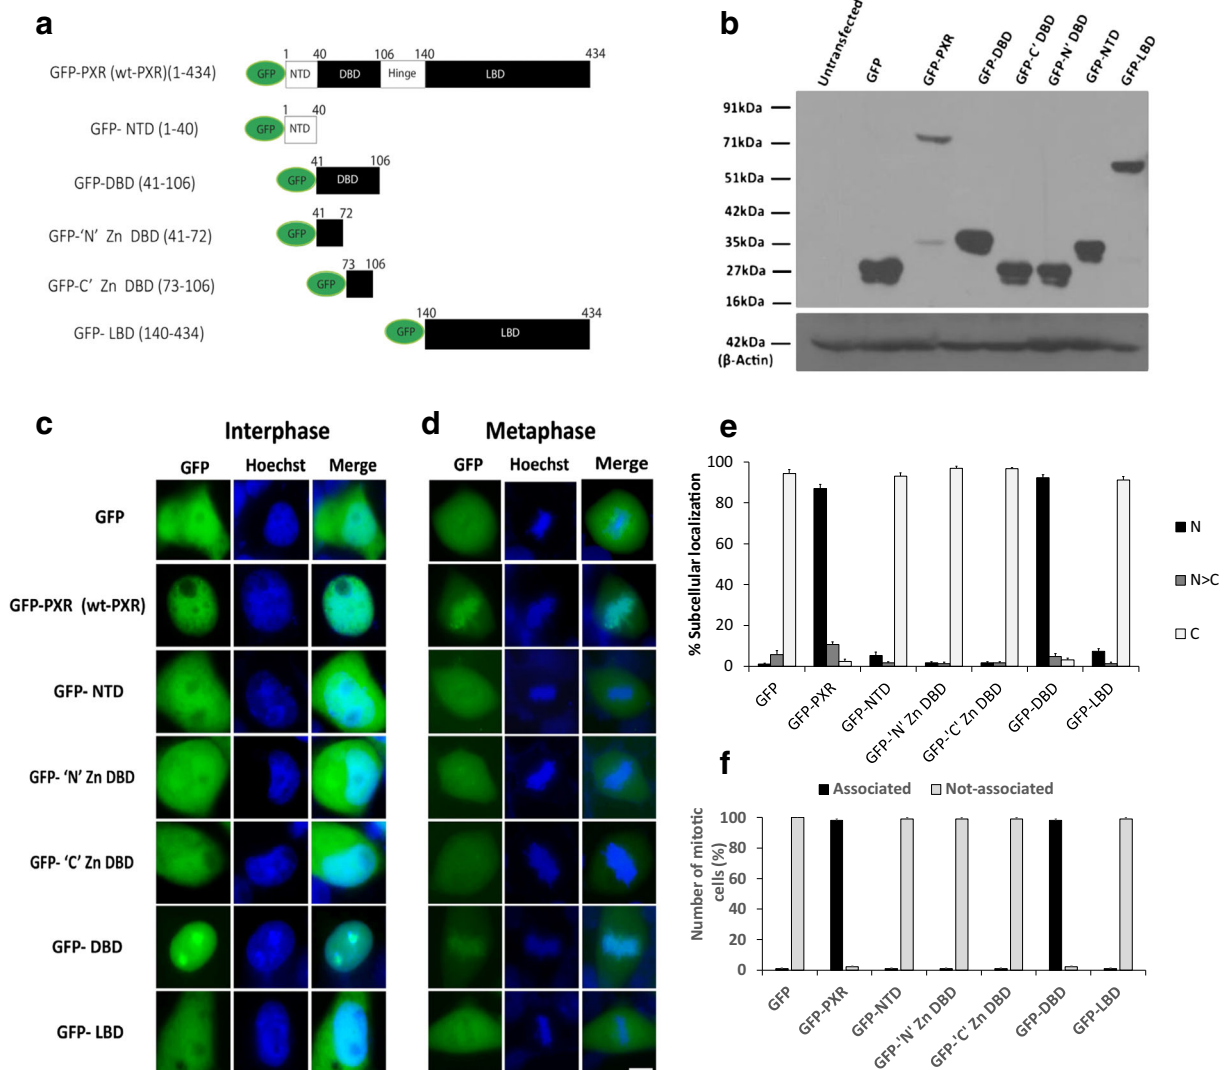 a
GFP-PXR (wt-PXR)(1-434)
1 40 106 140 434
GFP NTD DBD Hinge LBD
GFP- NTD (1-40)
1 40
GFP NTD
GFP-DBD (41-106)
41 106
GFP DBD
GFP-'N' Zn DBD (41-72)
41 72
GFP
GFP-C' Zn DBD (73-106)
73 106
GFP
GFP- LBD (140-434)
140 434
GFP LBD
b
Untransfected
GFP
GFP-PXR
GFP-DBD
GFP-C' DBD
GFP-N' DBD
GFP-NTD
GFP-LBD
91kDa
71kDa
51kDa
42kDa
35kDa
27kDa
16kDa
42kDa
(β-Actin)
c
Interphase
GFP Hoechst Merge
GFP
GFP-PXR (wt-PXR)
GFP- NTD
GFP- 'N' Zn DBD
GFP- 'C' Zn DBD
GFP- DBD
GFP- LBD
d
Metaphase
GFP Hoechst Merge
e
% Subcellular localization
100
80
60
40
20
0
GFP
GFP-PXR
GFP-NTD
GFP-'N' Zn DBD
GFP-'C' Zn DBD
GFP-DBD
GFP-LBD
N
N>C
C
f
Associated Not-associated
Number of mitotic
cells (%)
100
80
60
40
20
0
GFP
GFP-PXR
GFP-NTD
GFP-'N' Zn DBD
GFP-'C' Zn DBD
GFP-DBD
GFP-LBD